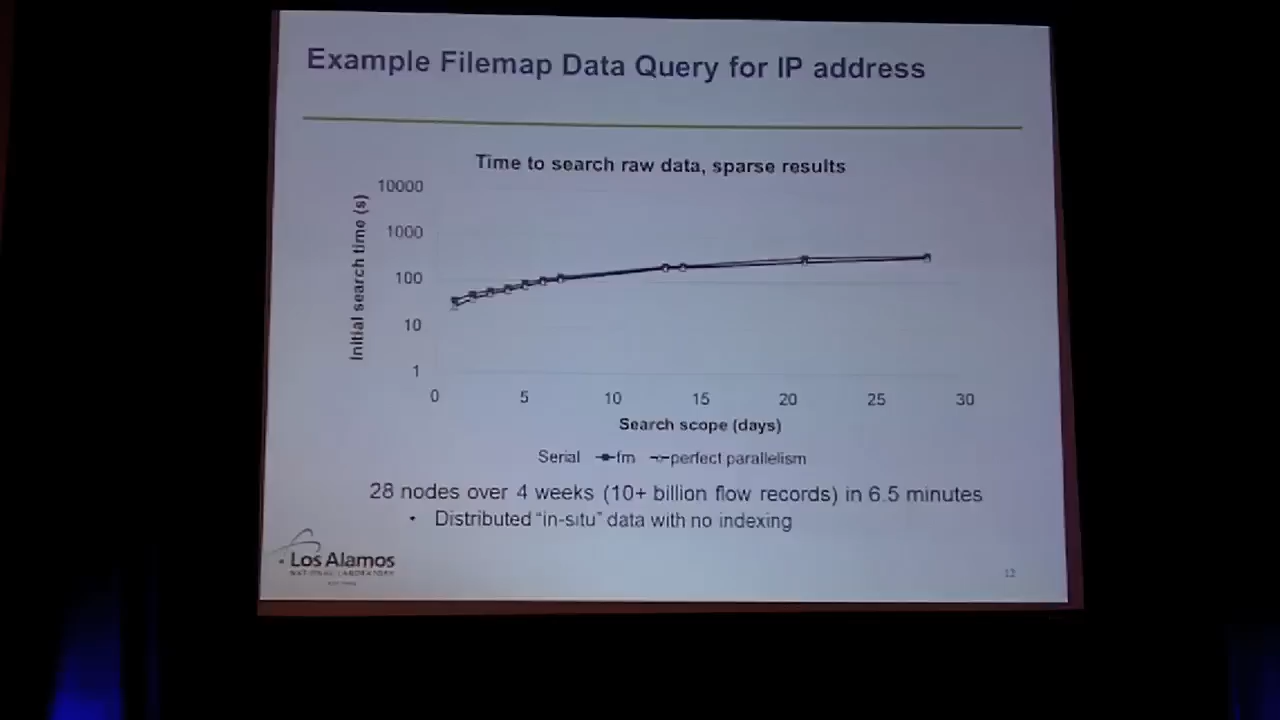 Example Filemap Data Query for IP address
Time to search raw data, sparse results
Initial search time (s)
10000
1000
100
10
1
0 5 10 15 20 25 30
Search scope (days)
Serial fm perfect parallelism
28 nodes over 4 weeks (10+ billion flow records) in 6.5 minutes
• Distributed “in-situ” data with no indexing
Los Alamos
NATIONAL LABORATORY
12